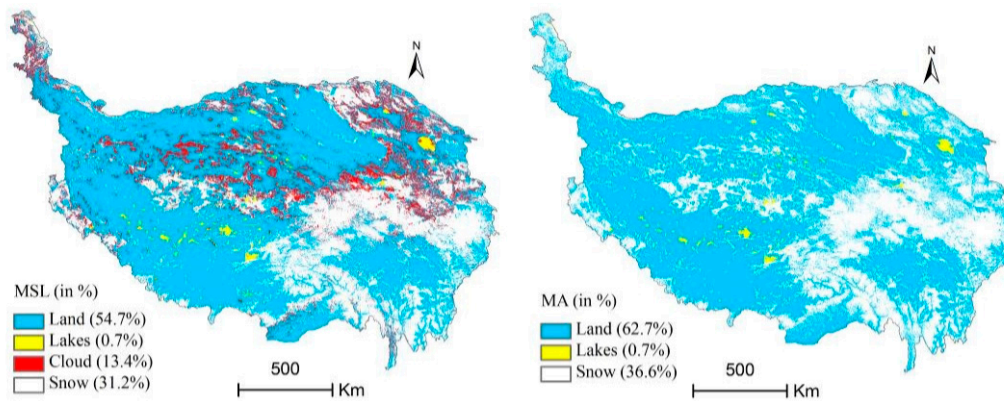 N
MSL (in %)
Land (54.7%)
Lakes (0.7%)
Cloud (13.4%)
Snow (31.2%)
500
Km
N
MA (in %)
Land (62.7%)
Lakes (0.7%)
Snow (36.6%)
500
Km